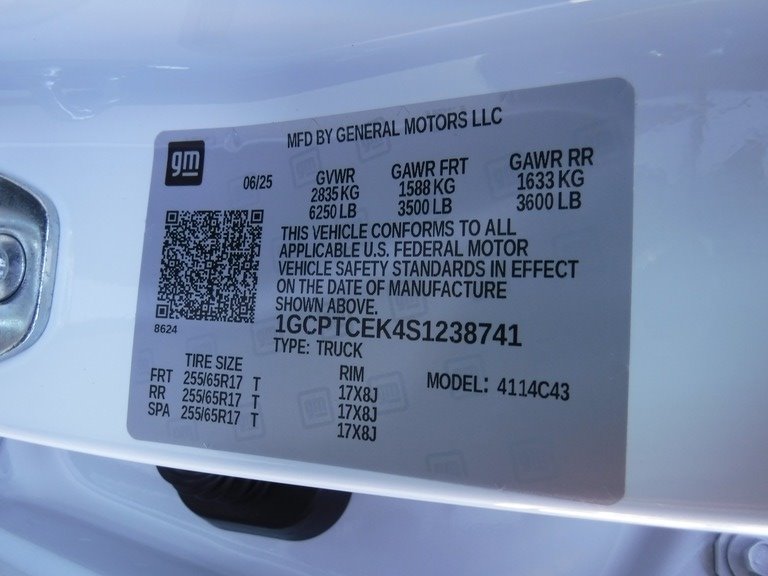 gm
MFD BY GENERAL MOTORS LLC
06/25 GVWR GAWR FRT GAWR RR
2835 KG 1588 KG 1633 KG
6250 LB 3500 LB 3600 LB
THIS VEHICLE CONFORMS TO ALL
APPLICABLE U.S. FEDERAL MOTOR
VEHICLE SAFETY STANDARDS IN EFFECT
ON THE DATE OF MANUFACTURE
SHOWN ABOVE.
8624
1GCPTCEK4S1238741
TYPE: TRUCK
TIRE SIZE RIM MODEL: 4114C43
FRT 255/65R17 T 17X8J
RR 255/65R17 T 17X8J
SPA 255/65R17 T 17X8J